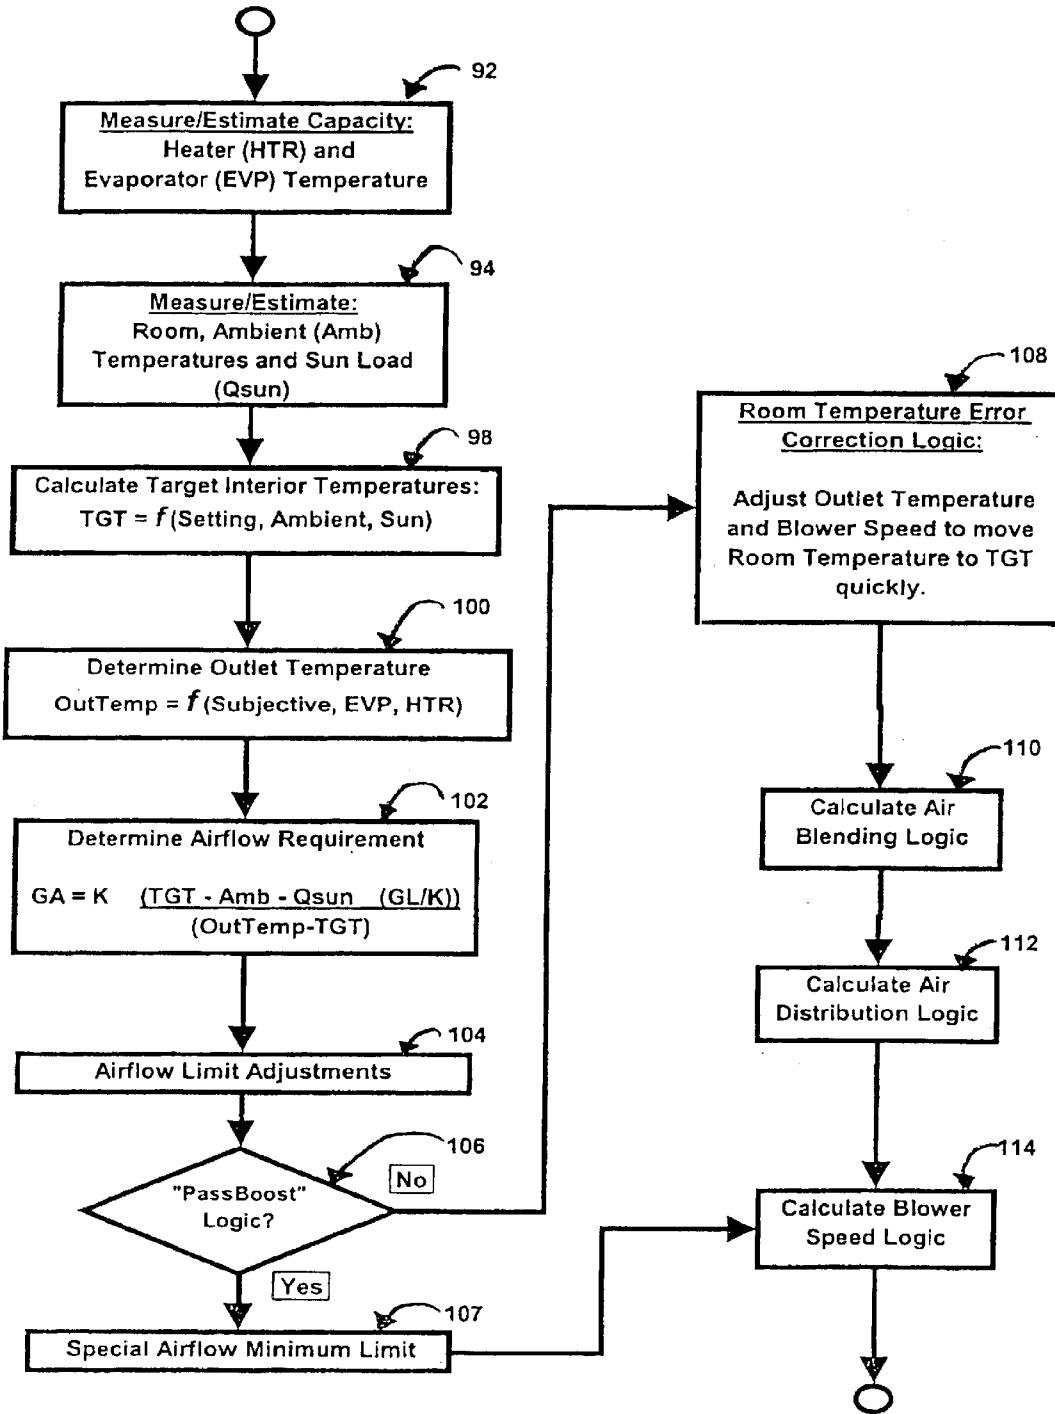 92
Measure/Estimate Capacity:
Heater (HTR) and
Evaporator (EVP) Temperature
94
Measure/Estimate:
Room, Ambient (Amb)
Temperatures and Sun Load
(Qsun)
98
Calculate Target Interior Temperatures:
TGT = f (Setting, Ambient, Sun)
100
Determine Outlet Temperature
OutTemp = f (Subjective, EVP, HTR)
102
Determine Airflow Requirement
GA = K (TGT - Amb - Qsun (GL/K))
(OutTemp-TGT)
104
Airflow Limit Adjustments
106
"PassBoost"
Logic?
No
Yes
107
Special Airflow Minimum Limit
108
Room Temperature Error
Correction Logic:
Adjust Outlet Temperature
and Blower Speed to move
Room Temperature to TGT
quickly.
110
Calculate Air
Blending Logic
112
Calculate Air
Distribution Logic
114
Calculate Blower
Speed Logic